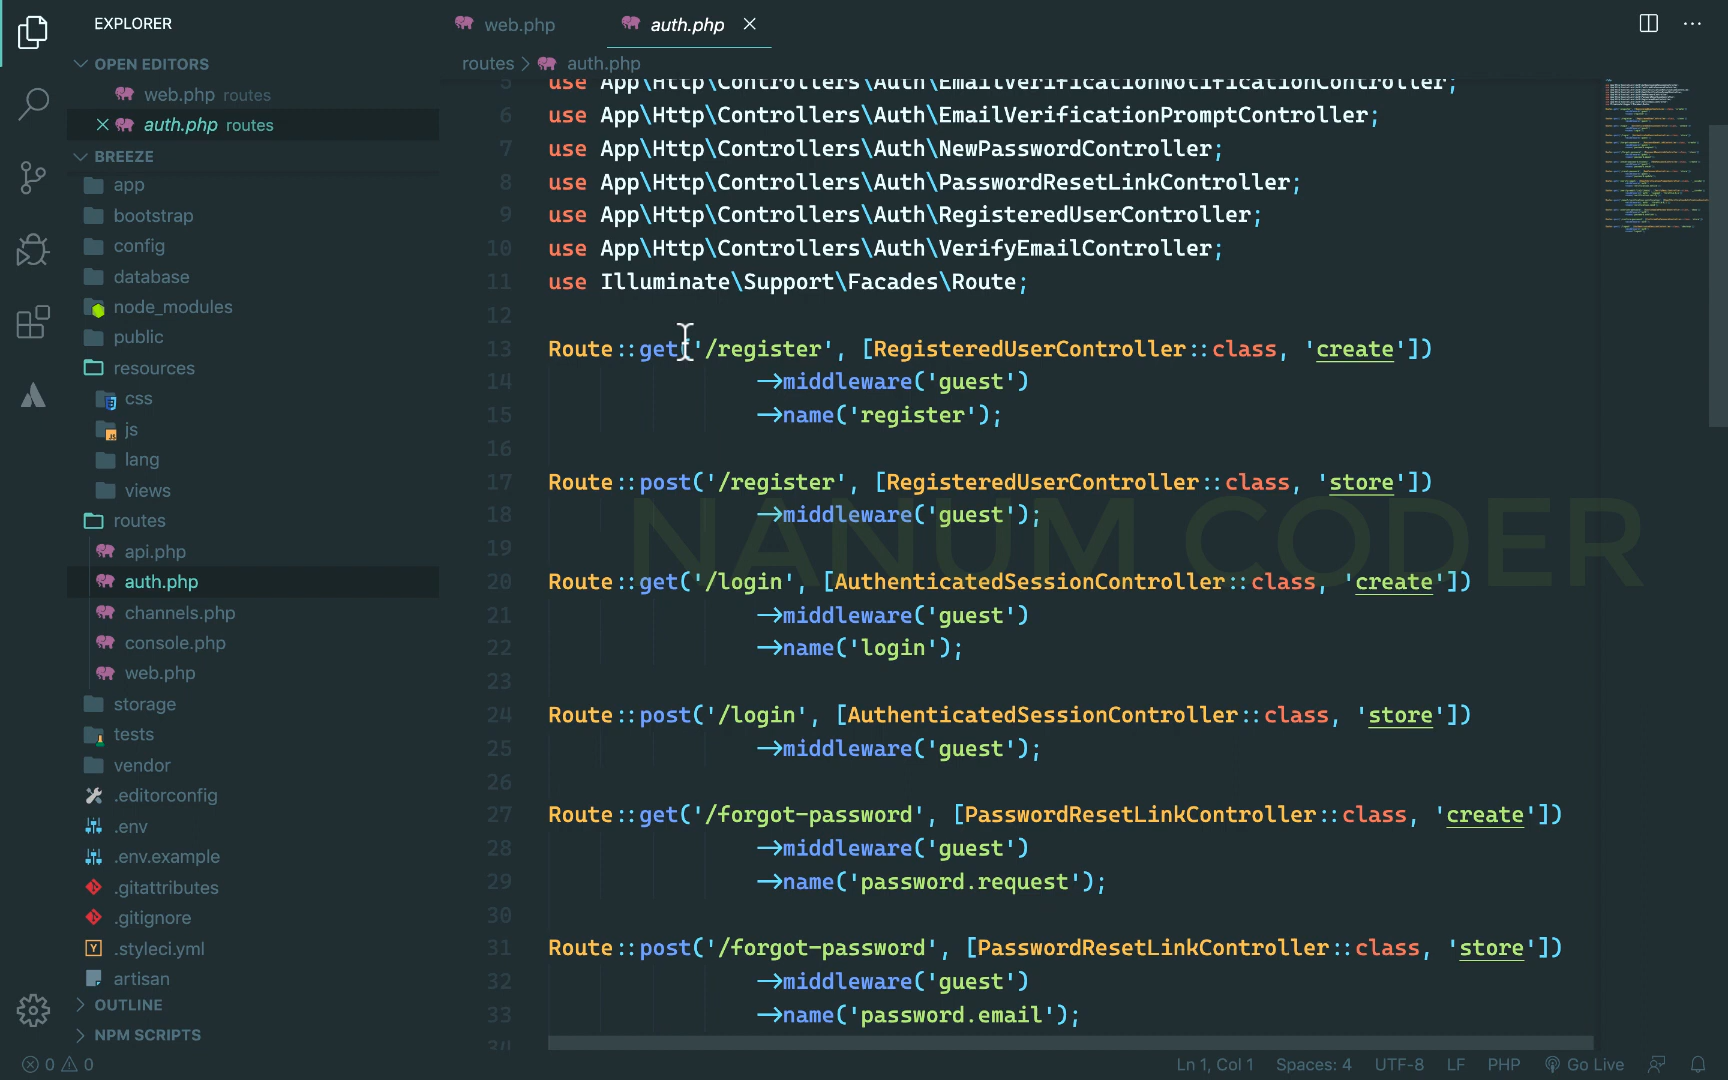 EXPLORER
OPEN EDITORS
web.php routes
auth.php routes
BREEZE
app
bootstrap
config
database
node_modules
public
resources
css
js
lang
views
routes
api.php
auth.php
channels.php
console.php
web.php
storage
tests
vendor
.editorconfig
.env
.env.example
.gitattributes
.gitignore
.styleci.yml
artisan
OUTLINE
NPM SCRIPTS
web.php
auth.php
routes > auth.php
5 use App\Http\Controllers\Auth\EmailVerificationNotificationController;
6 use App\Http\Controllers\Auth\EmailVerificationPromptController;
7 use App\Http\Controllers\Auth\NewPasswordController;
8 use App\Http\Controllers\Auth\PasswordResetLinkController;
9 use App\Http\Controllers\Auth\RegisteredUserController;
10 use App\Http\Controllers\Auth\VerifyEmailController;
11 use Illuminate\Support\Facades\Route;
12
13 Route::get('/register', [RegisteredUserController::class, 'create'])
14 ->middleware('guest')
15 ->name('register');
16
17 Route::post('/register', [RegisteredUserController::class, 'store'])
18 ->middleware('guest');
19
20 Route::get('/login', [AuthenticatedSessionController::class, 'create'])
21 ->middleware('guest')
22 ->name('login');
23
24 Route::post('/login', [AuthenticatedSessionController::class, 'store'])
25 ->middleware('guest');
26
27 Route::get('/forgot-password', [PasswordResetLinkController::class, 'create'])
28 ->middleware('guest')
29 ->name('password.request');
30
31 Route::post('/forgot-password', [PasswordResetLinkController::class, 'store'])
32 ->middleware('guest')
33 ->name('password.email');
34
NANUM CODER
0 0
Ln 1, Col 1
Spaces: 4
UTF-8
LF
PHP
Go Live